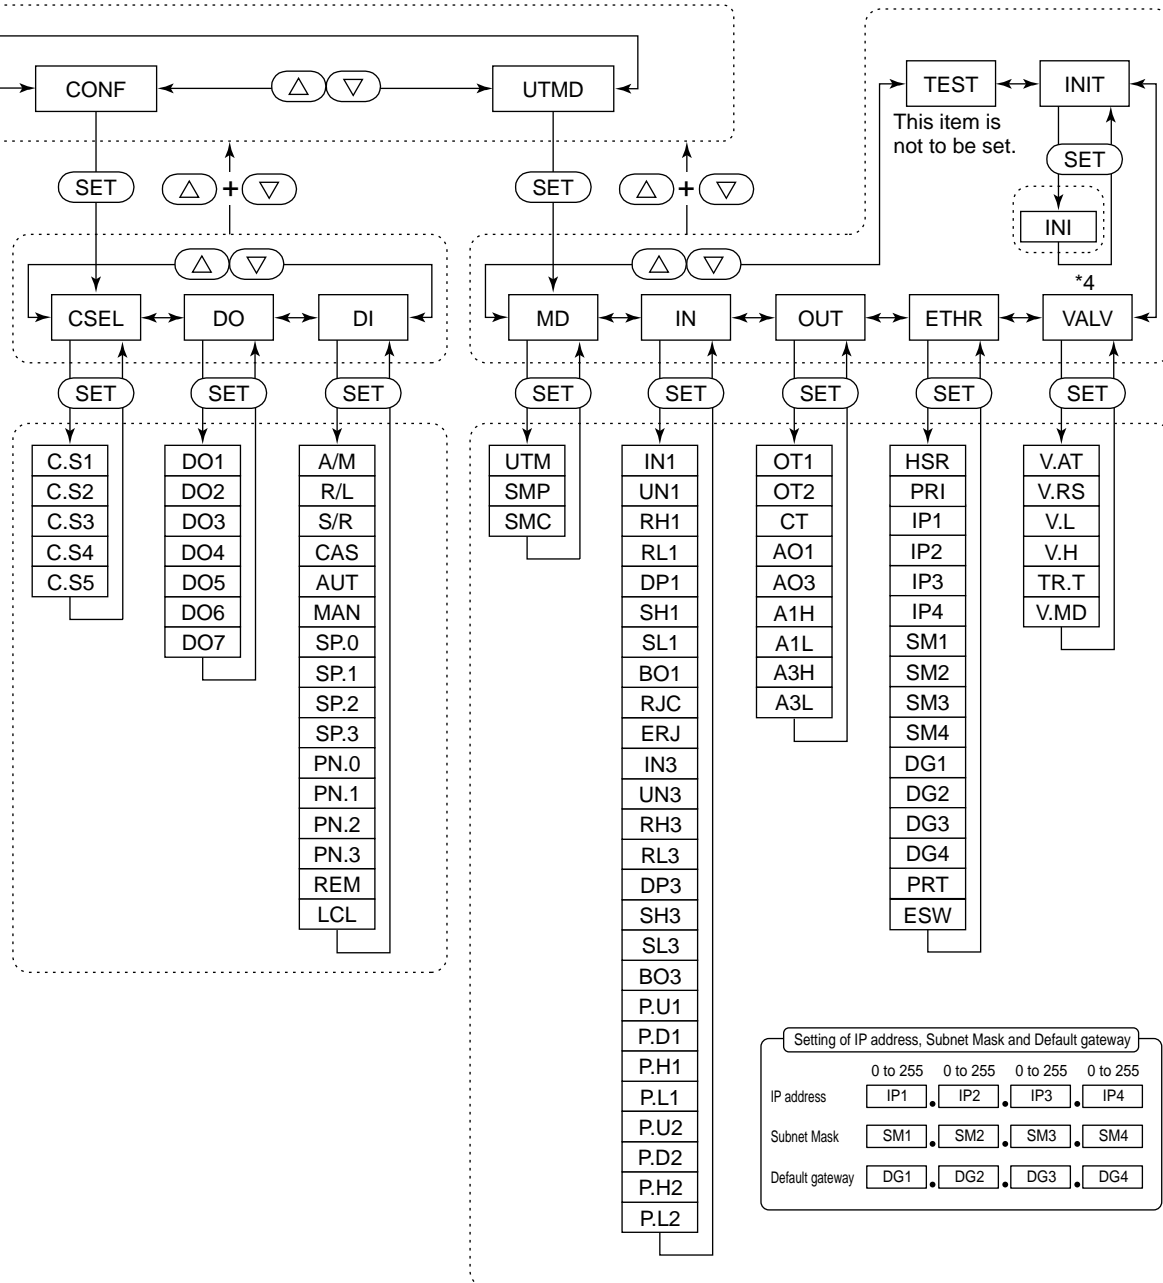 CONF
UTMD
TEST
INIT
This item is
not to be set.
SET
SET
+
SET
+
INI
*4
CSEL
DO
DI
MD
IN
OUT
ETHR
VALV
SET
SET
SET
SET
SET
SET
SET
SET
C.S1
C.S2
C.S3
C.S4
C.S5
DO1
DO2
DO3
DO4
DO5
DO6
DO7
A/M
R/L
S/R
CAS
AUT
MAN
SP.0
SP.1
SP.2
SP.3
PN.0
PN.1
PN.2
PN.3
REM
LCL
UTM
SMP
SMC
IN1
UN1
RH1
RL1
DP1
SH1
SL1
BO1
RJC
ERJ
IN3
UN3
RH3
RL3
DP3
SH3
SL3
BO3
P.U1
P.D1
P.H1
P.L1
P.U2
P.D2
P.H2
P.L2
OT1
OT2
CT
AO1
AO3
A1H
A1L
A3H
A3L
HSR
PRI
IP1
IP2
IP3
IP4
SM1
SM2
SM3
SM4
DG1
DG2
DG3
DG4
PRT
ESW
V.AT
V.RS
V.L
V.H
TR.T
V.MD
Setting of IP address, Subnet Mask and Default gateway
0 to 255 0 to 255 0 to 255 0 to 255
IP address IP1 . IP2 . IP3 . IP4
Subnet Mask SM1 . SM2 . SM3 . SM4
Default gateway DG1 . DG2 . DG3 . DG4